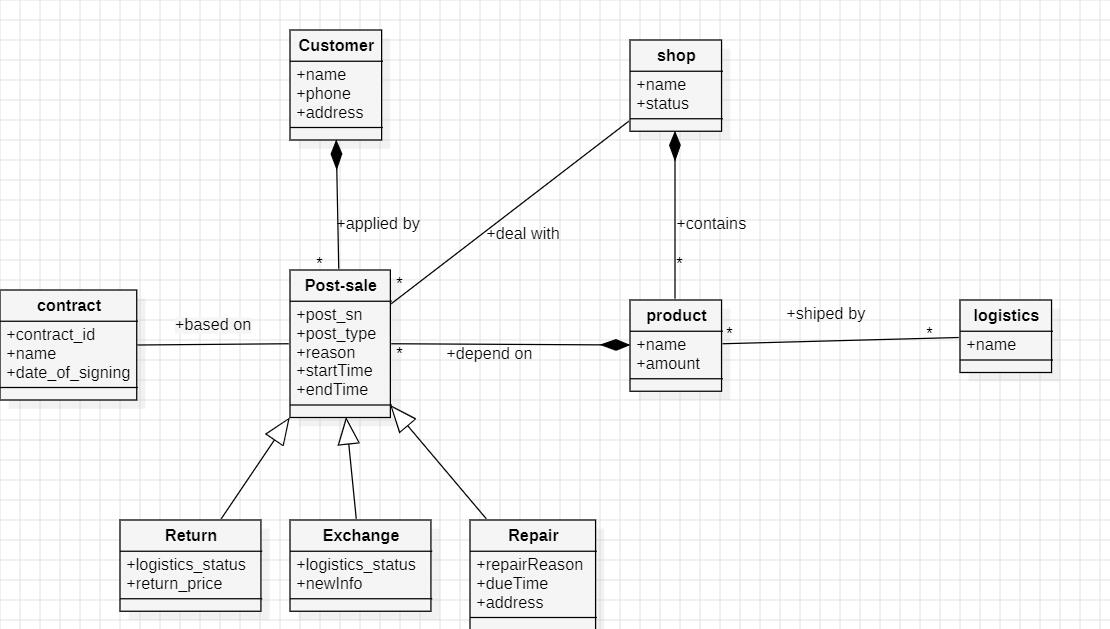 Customer
+name
+phone
+address
shop
+name
+status
+applied by
*
+deal with
*
+contains
*
contract
+contract_id
+name
+date_of_signing
+based on
Post-sale
+post_sn
+post_type
+reason
+startTime
+endTime
*
+depend on
product
+name
+amount
*
+shiped by
*
logistics
+name
Return
+logistics_status
+return_price
Exchange
+logistics_status
+newInfo
Repair
+repairReason
+dueTime
+address